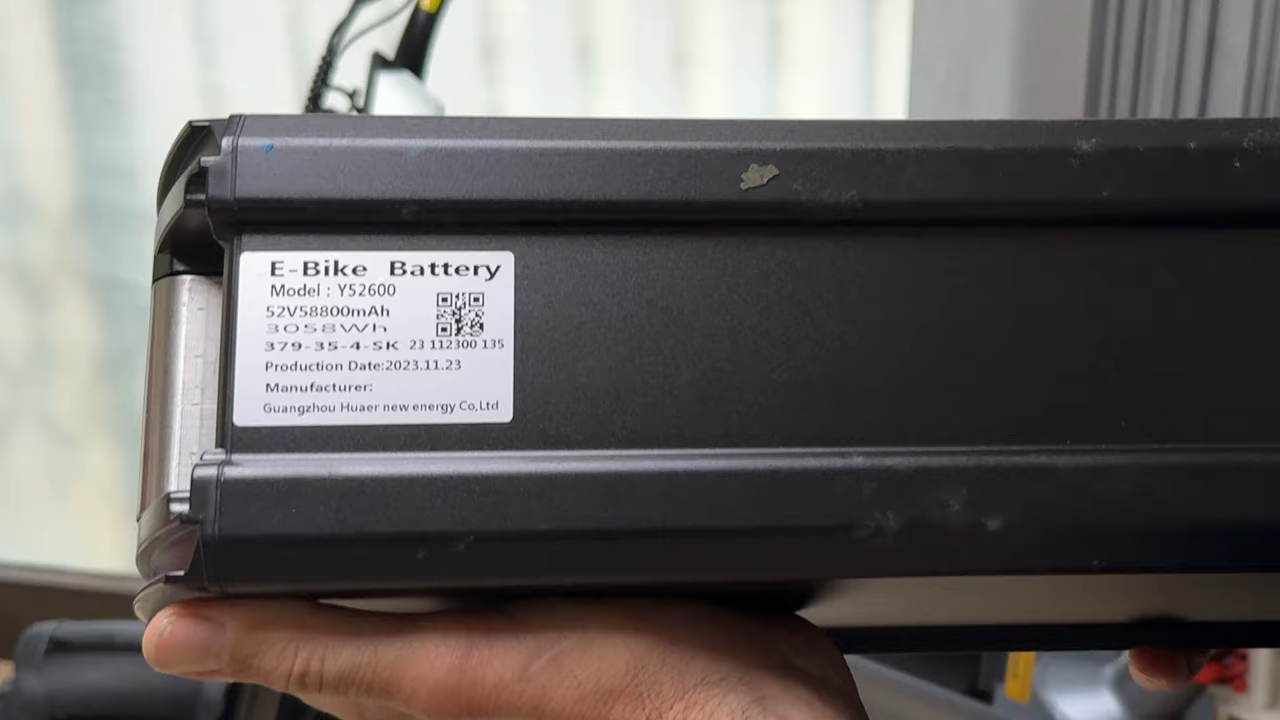 E-Bike Battery
Model : Y52600
52V58800mAh
3058Wh
379-35-4-SK 23 112300 135
Production Date:2023.11.23
Manufacturer:
Guangzhou Huaer new energy Co,Ltd